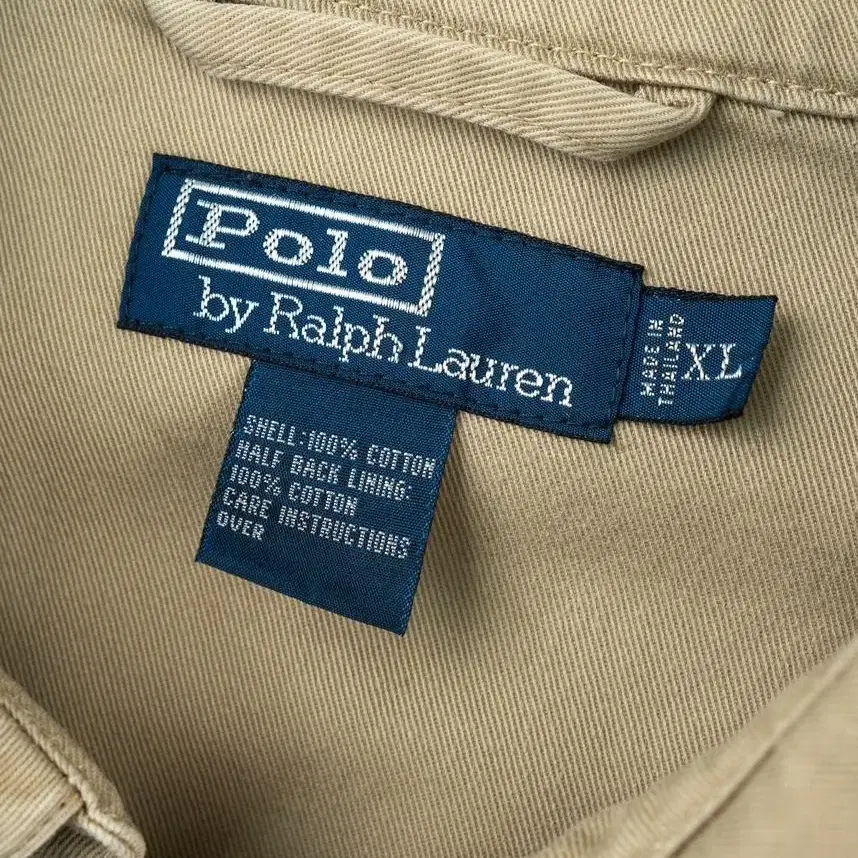 Polo
by Ralph Lauren
MADE IN
THAILAND
XL
SHELL:100% COTTON
HALF BACK LINING:
100% COTTON
CARE INSTRUCTIONS
OVER